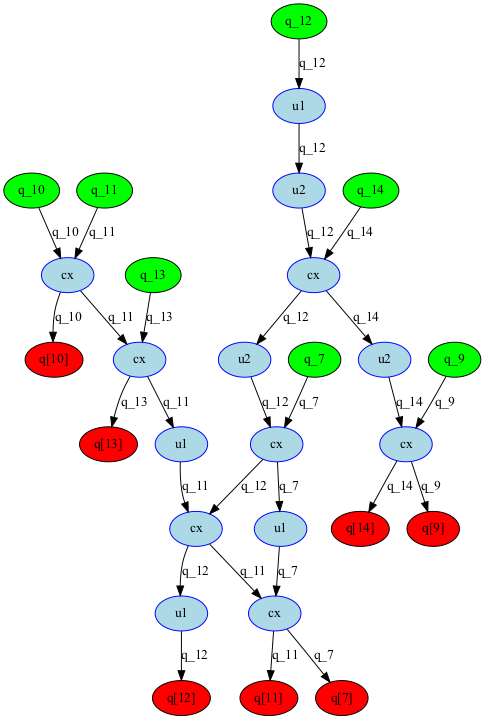 q_12
q_12
u1
q_12
q_10 q_11 u2 q_14
q_10 q_11 q_12 q_14
cx q_13 cx
q_10 q_11 q_13 q_12 q_14
q[10] cx u2 q_7 u2 q_9
q_13 q_11 q_12 q_7 q_14 q_9
q[13] u1 cx cx
q_11 q_12 q_7 q_14 q_9
cx u1 q[14] q[9]
q_12 q_11 q_7
u1 cx
q_12 q_11 q_7
q[12] q[11] q[7]